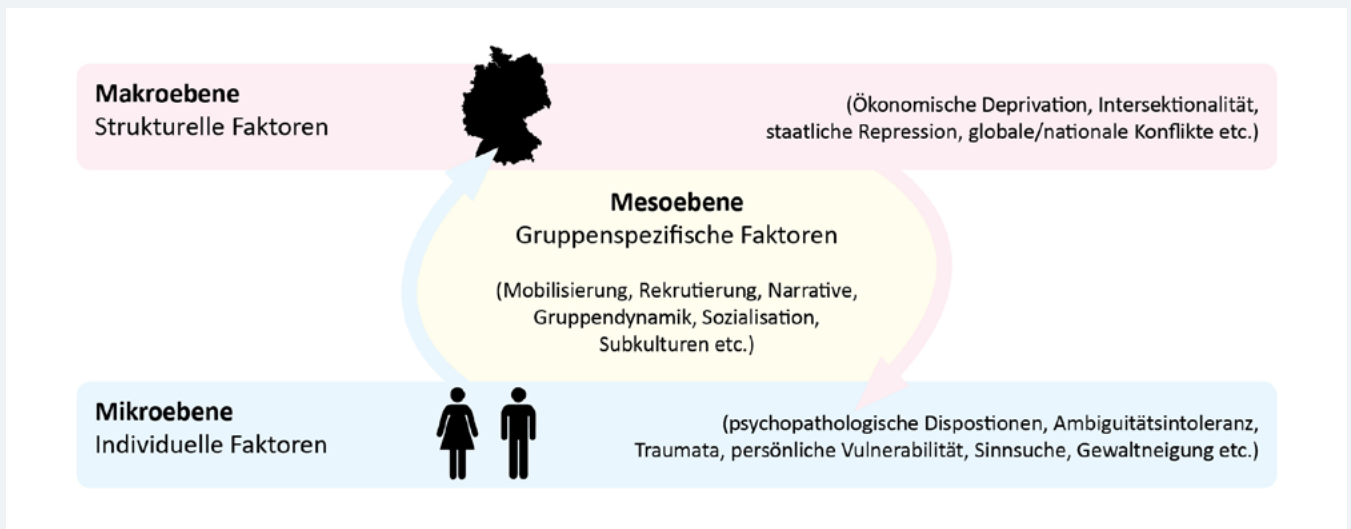 Makroebene
Strukturelle Faktoren
(Ökonomische Deprivation, Intersektionalität,
staatliche Repression, globale/nationale Konflikte etc.)
Mesoebene
Gruppenspezifische Faktoren
(Mobilisierung, Rekrutierung, Narrative,
Gruppendynamik, Sozialisation,
Subkulturen etc.)
Mikroebene
Individuelle Faktoren
(psychopathologische Dispostionen, Ambiguitätsintoleranz,
Traumata, persönliche Vulnerabilität, Sinnsuche, Gewaltneigung etc.)